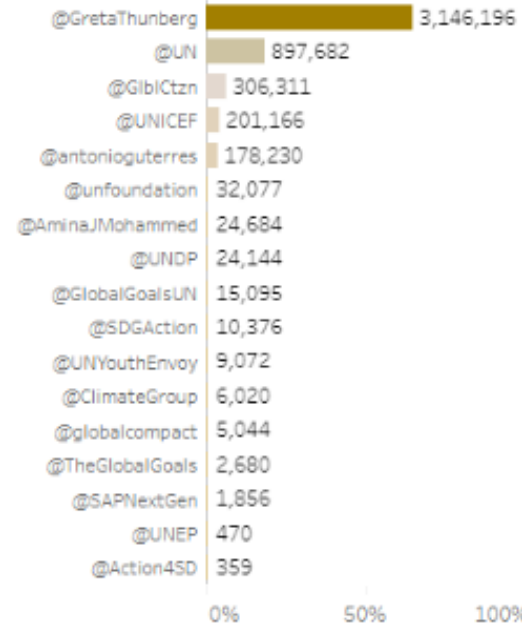 @GretaThunberg 3,146,196
@UN 897,682
@GlblCtzn 306,311
@UNICEF 201,166
@antonioguterres 178,230
@unfoundation 32,077
@AminaJMohammed 24,684
@UNDP 24,144
@GlobalGoalsUN 15,095
@SDGAction 10,376
@UNYouthEnvoy 9,072
@ClimateGroup 6,020
@globalcompact 5,044
@TheGlobalGoals 2,680
@SAPNextGen 1,856
@UNEP 470
@Action4SD 359
0% 50% 100%